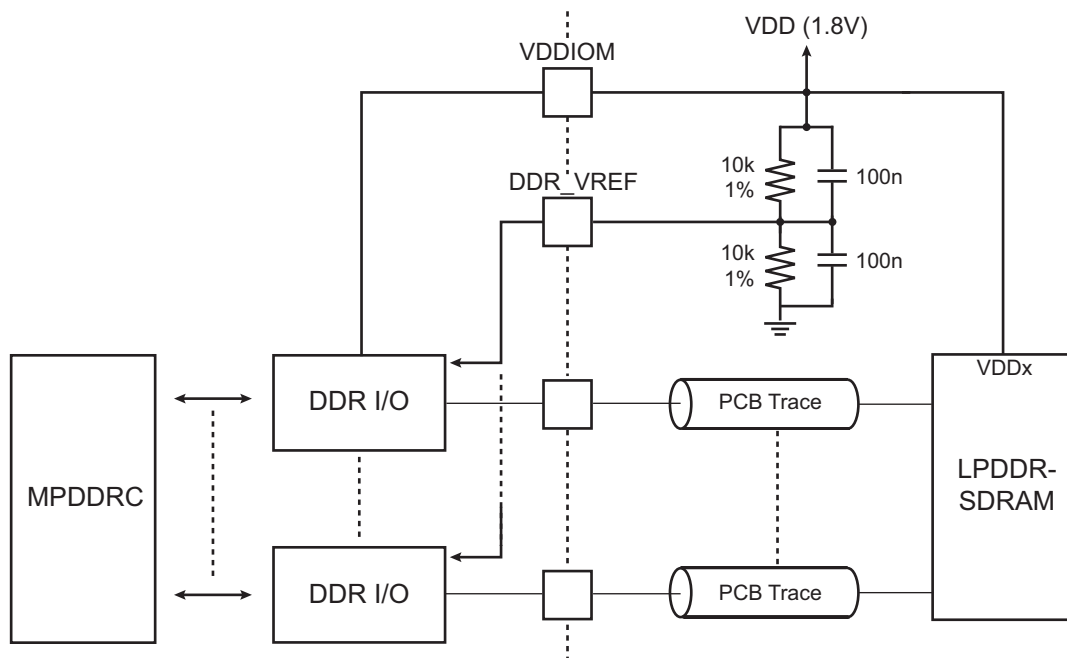 VDD (1.8V)
VDDIOM
10k
1%
100n
DDR_VREF
10k
1%
100n
MPDDRC
DDR I/O
PCB Trace
VDDx
LPDDR-
SDRAM
DDR I/O
PCB Trace